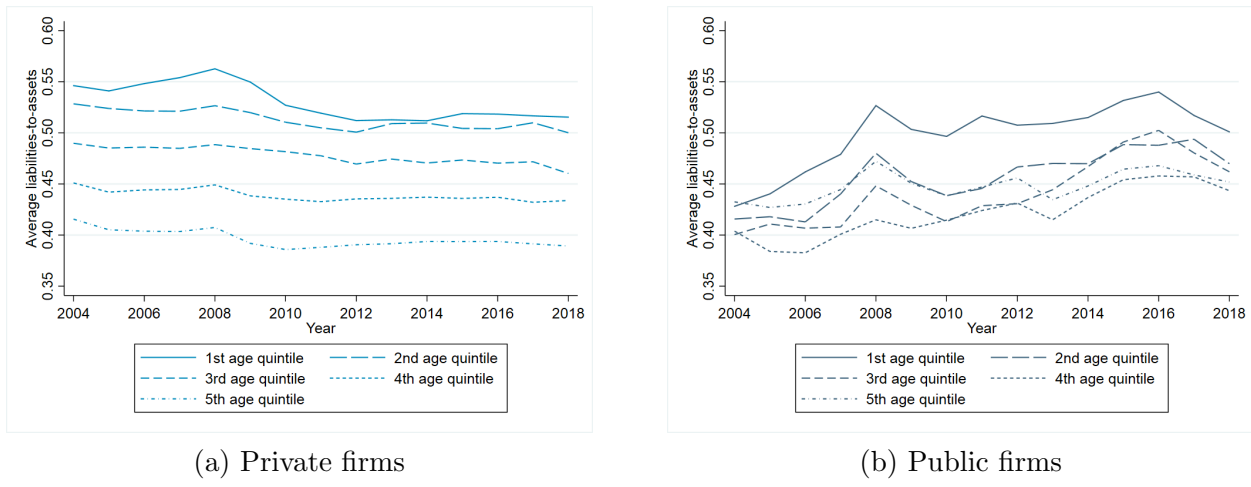 Average liabilities-to-assets
0.60
0.55
0.50
0.45
0.40
0.35
2004 2006 2008 2010 2012 2014 2016 2018
Year
1st age quintile 2nd age quintile
3rd age quintile 4th age quintile
5th age quintile
(a) Private firms
Average liabilities-to-assets
0.60
0.55
0.50
0.45
0.40
0.35
2004 2006 2008 2010 2012 2014 2016 2018
Year
1st age quintile 2nd age quintile
3rd age quintile 4th age quintile
5th age quintile
(b) Public firms